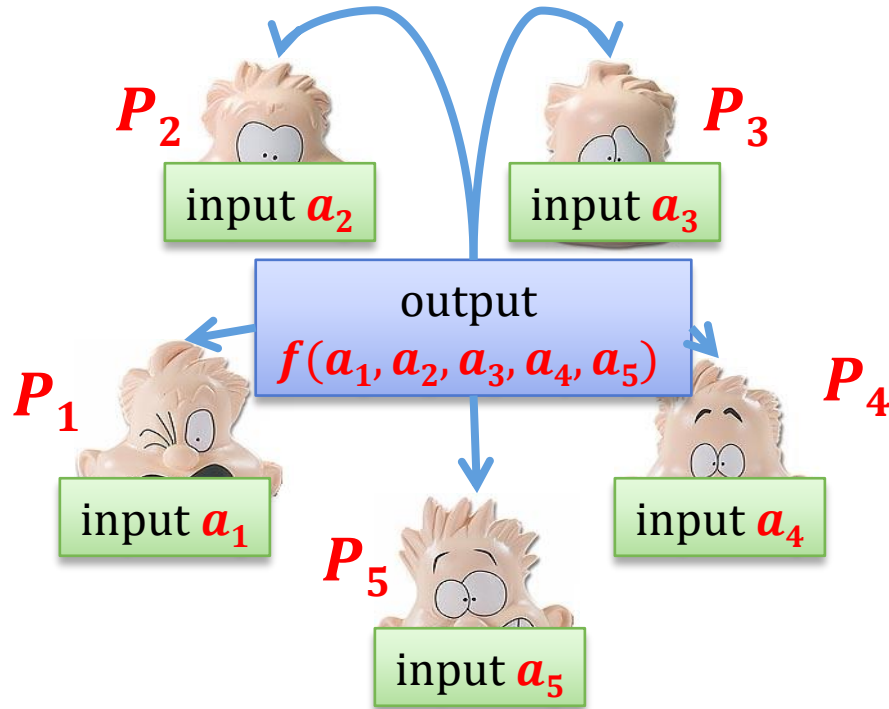 P₂
P₃
input a₂
input a₃
output
f(a₁, a₂, a₃, a₄, a₅)
P₁
P₄
input a₁
input a₄
P₅
input a₅